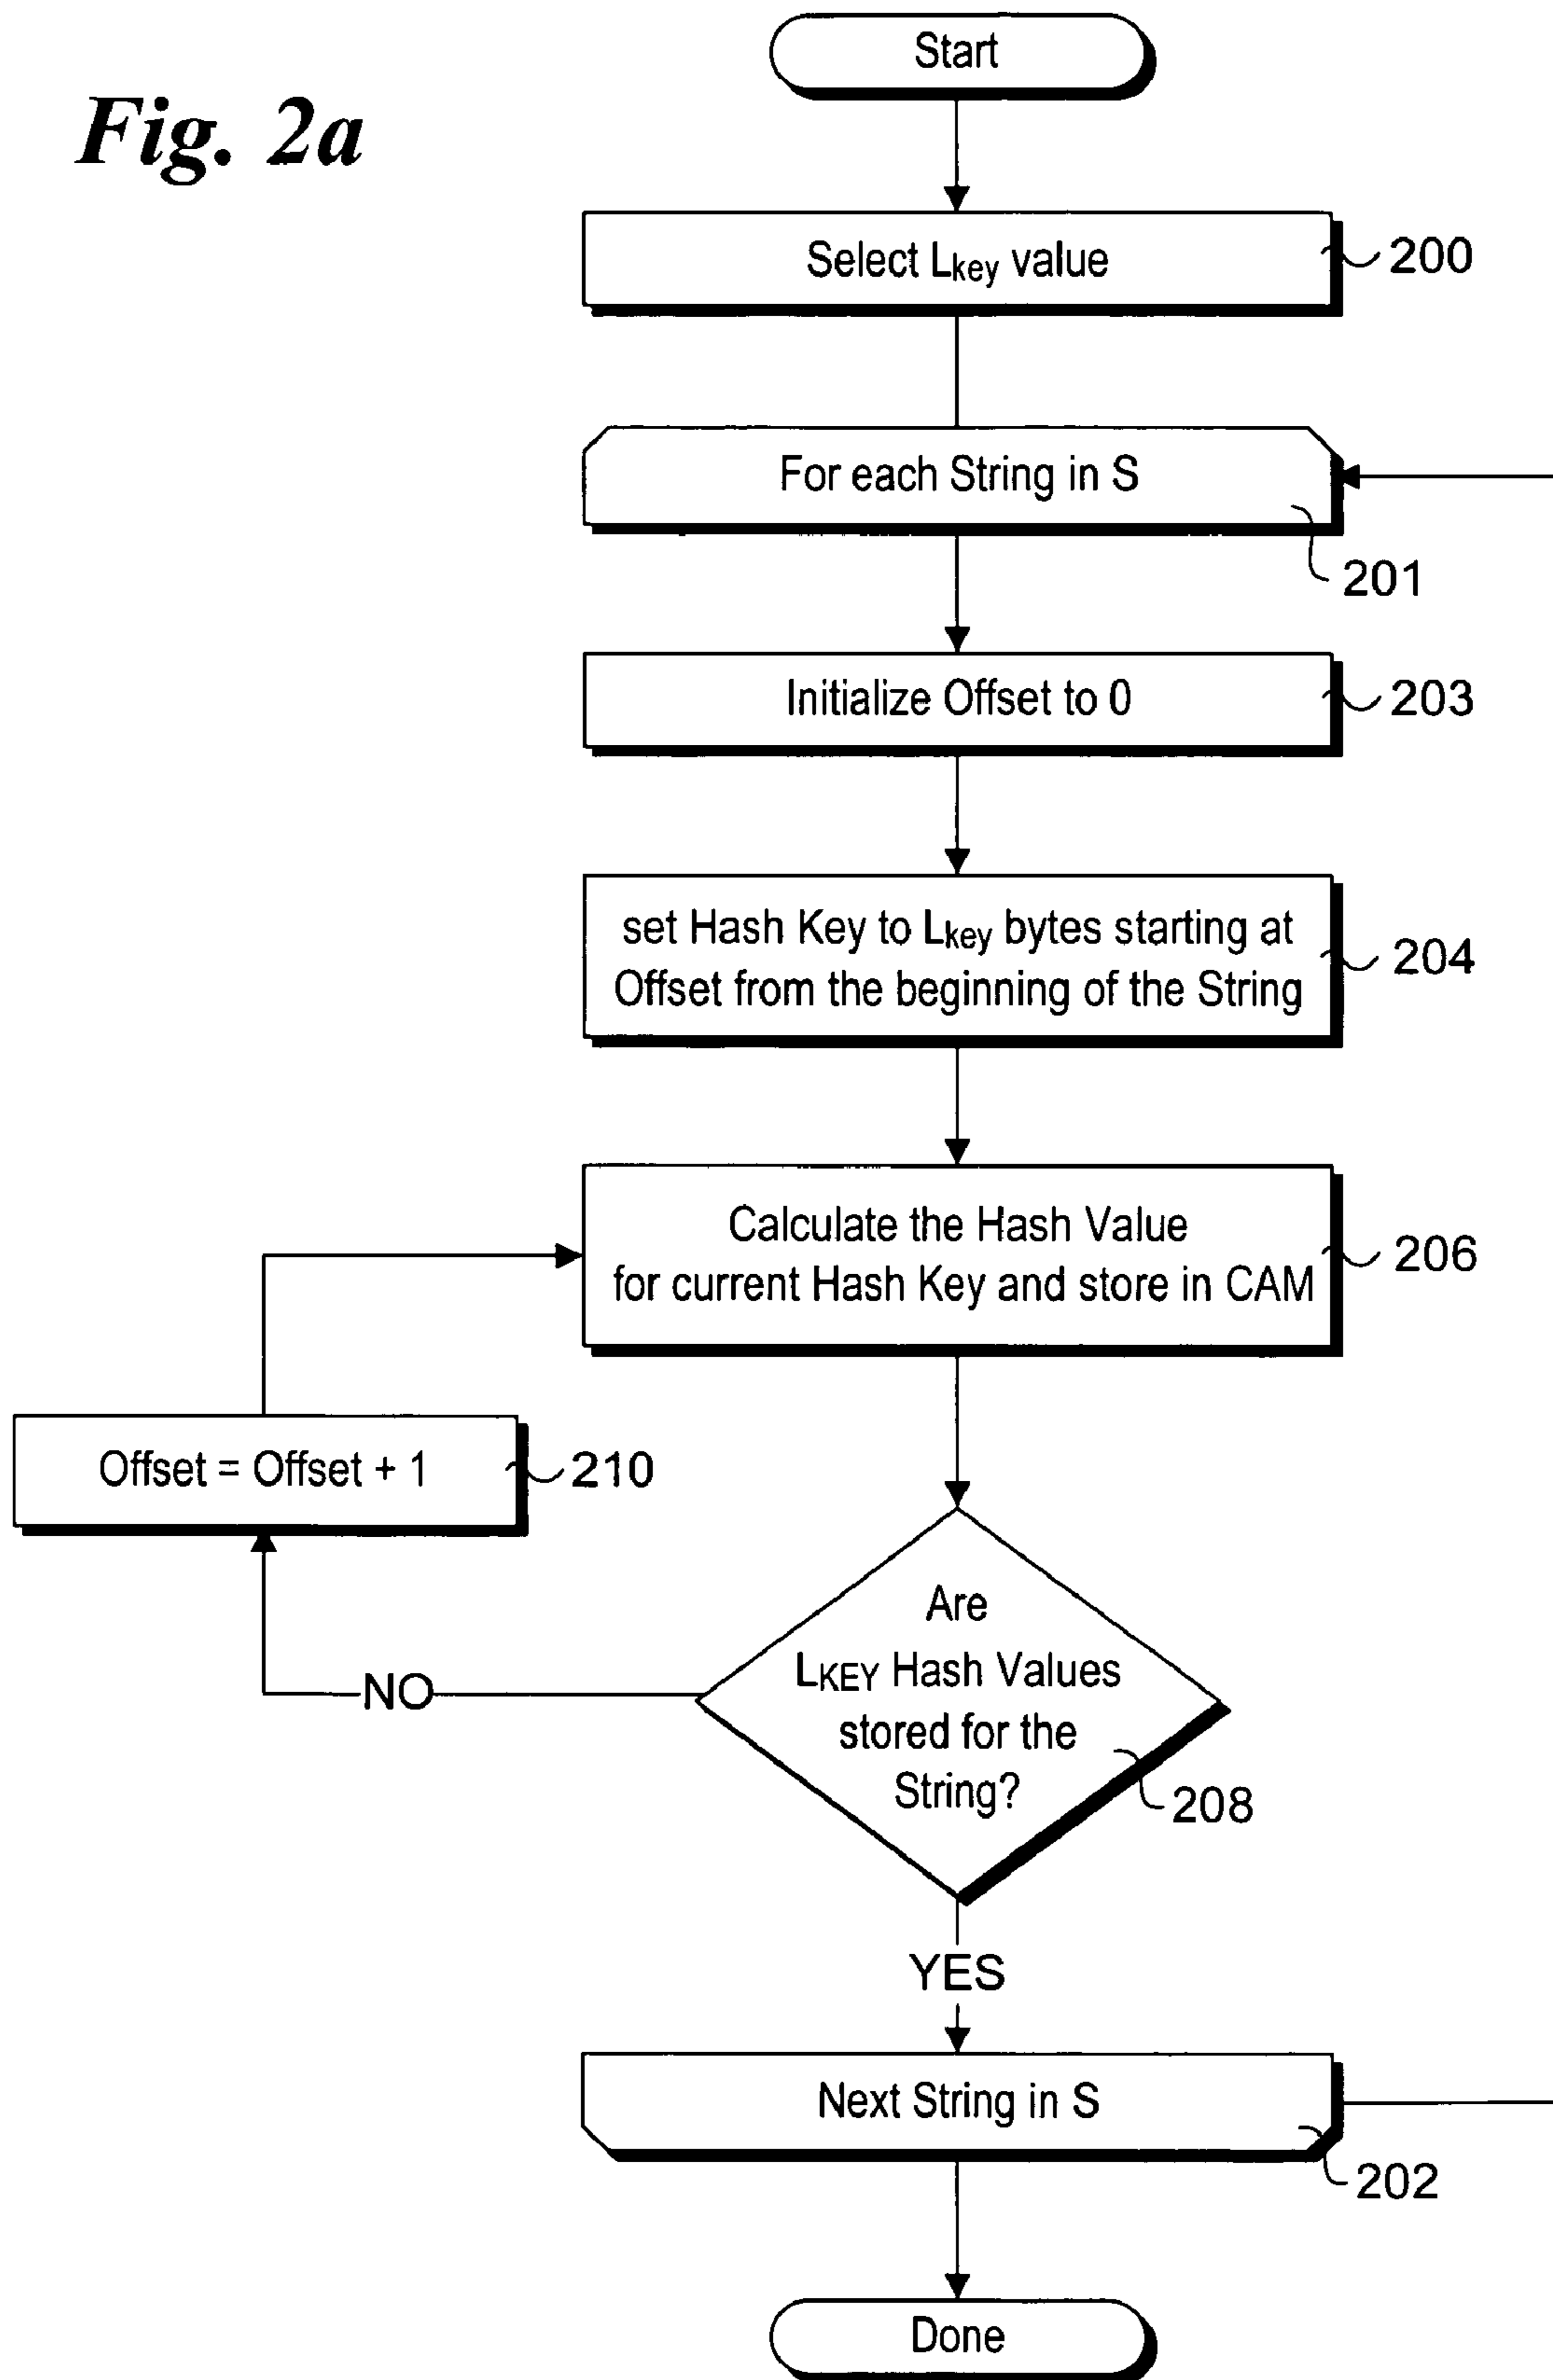 Fig. 2a
Start
Select Lkey value
200
For each String in S
201
Initialize Offset to 0
203
set Hash Key to Lkey bytes starting at
Offset from the beginning of the String
204
Calculate the Hash Value
for current Hash Key and store in CAM
206
Offset = Offset + 1
210
Are
LKEY Hash Values
stored for the
String?
208
NO
YES
Next String in S
202
Done